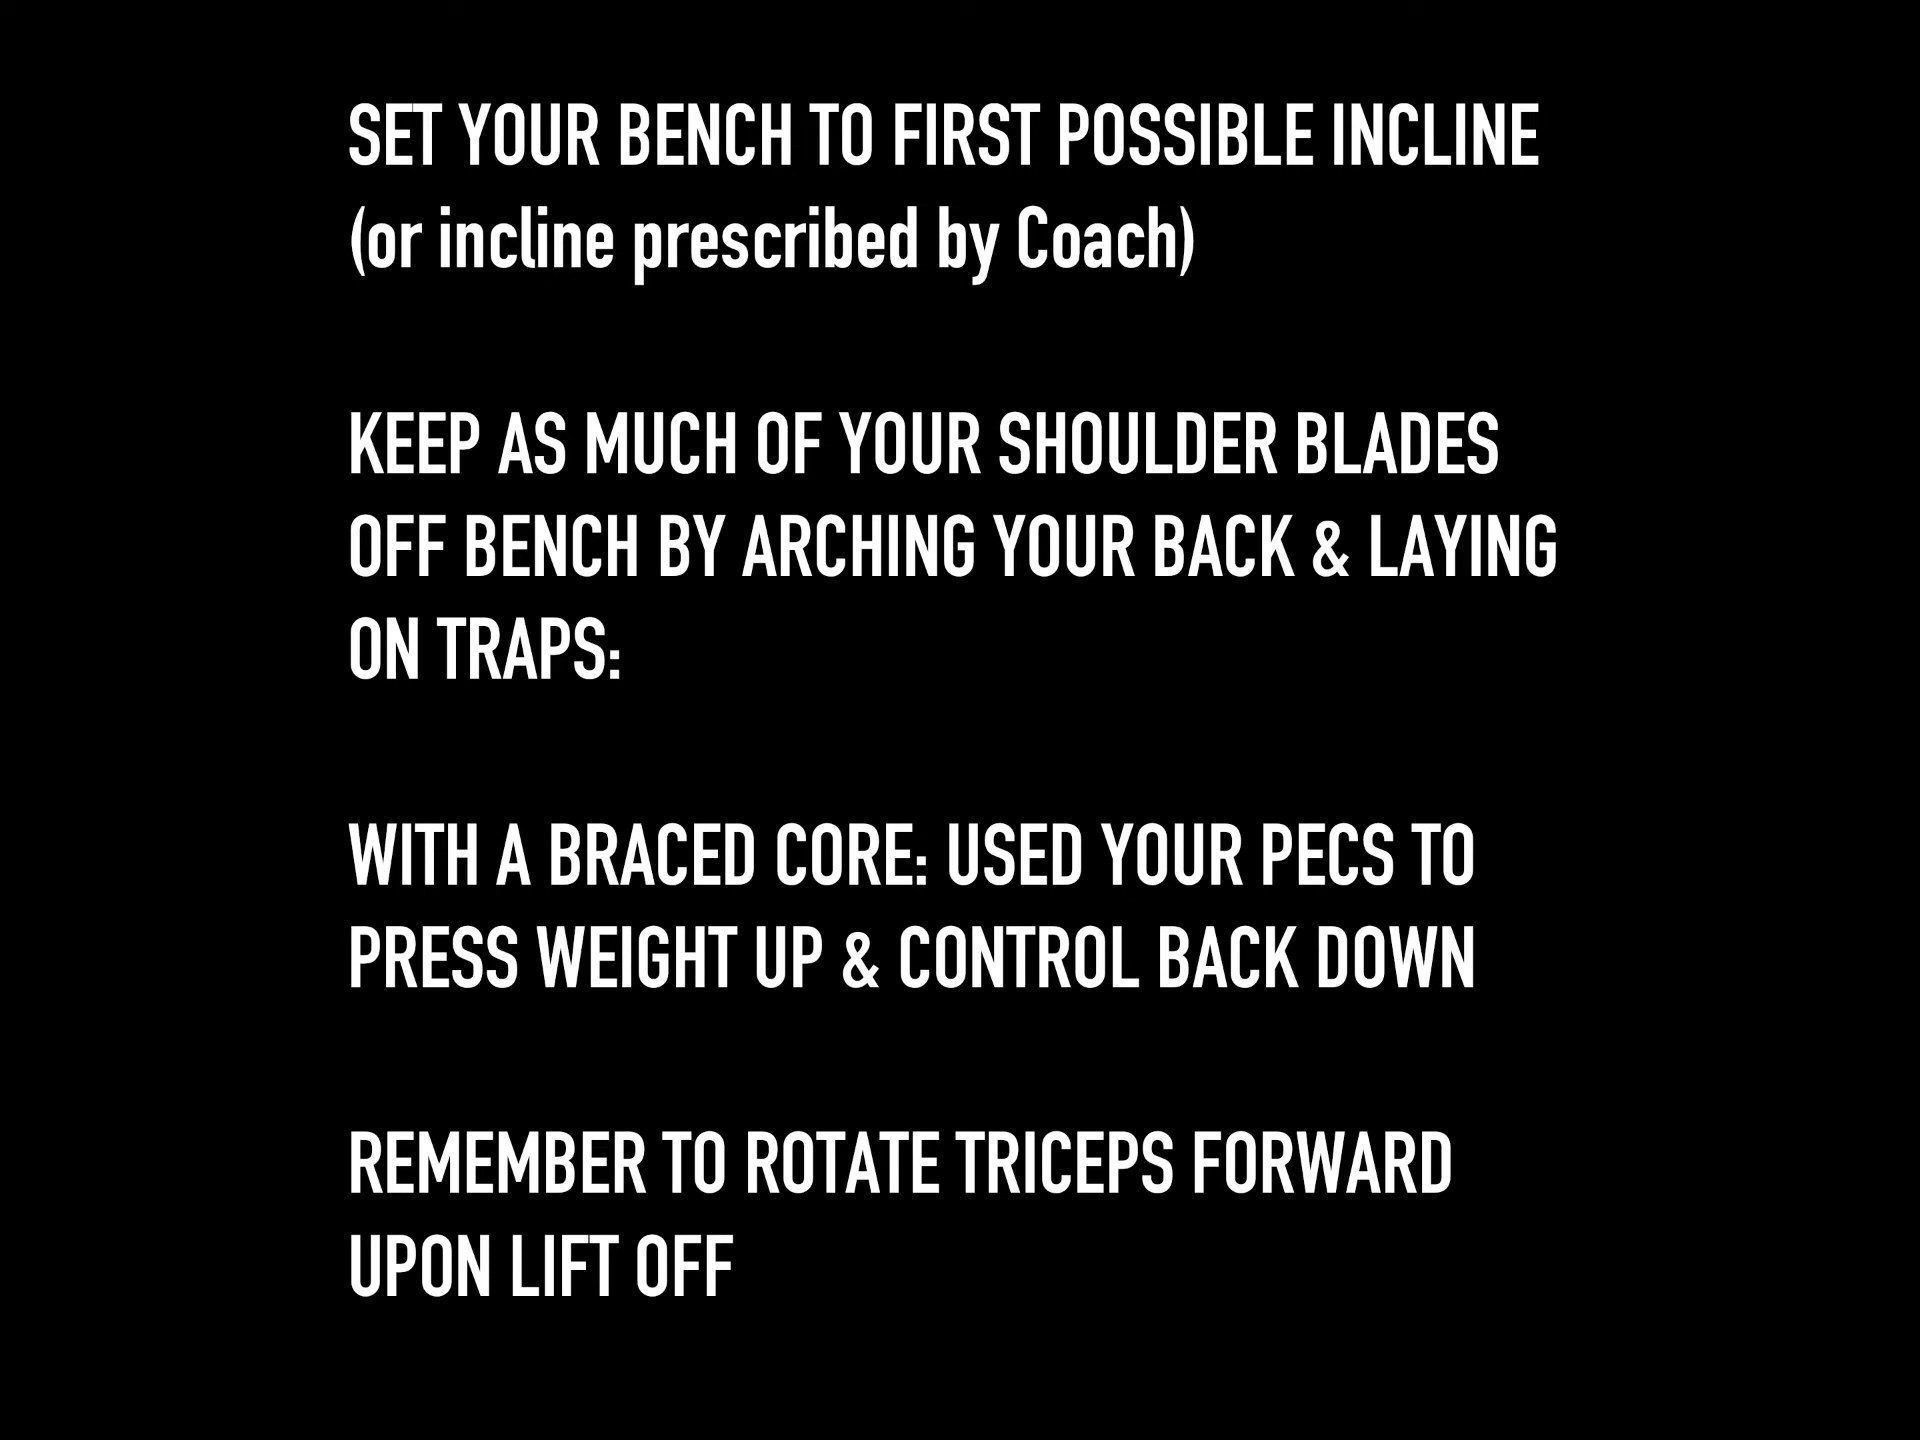 SET YOUR BENCH TO FIRST POSSIBLE INCLINE
(or incline prescribed by Coach)
KEEP AS MUCH OF YOUR SHOULDER BLADES
OFF BENCH BY ARCHING YOUR BACK & LAYING
ON TRAPS:
WITH A BRACED CORE: USED YOUR PECS TO
PRESS WEIGHT UP & CONTROL BACK DOWN
REMEMBER TO ROTATE TRICEPS FORWARD
UPON LIFT OFF